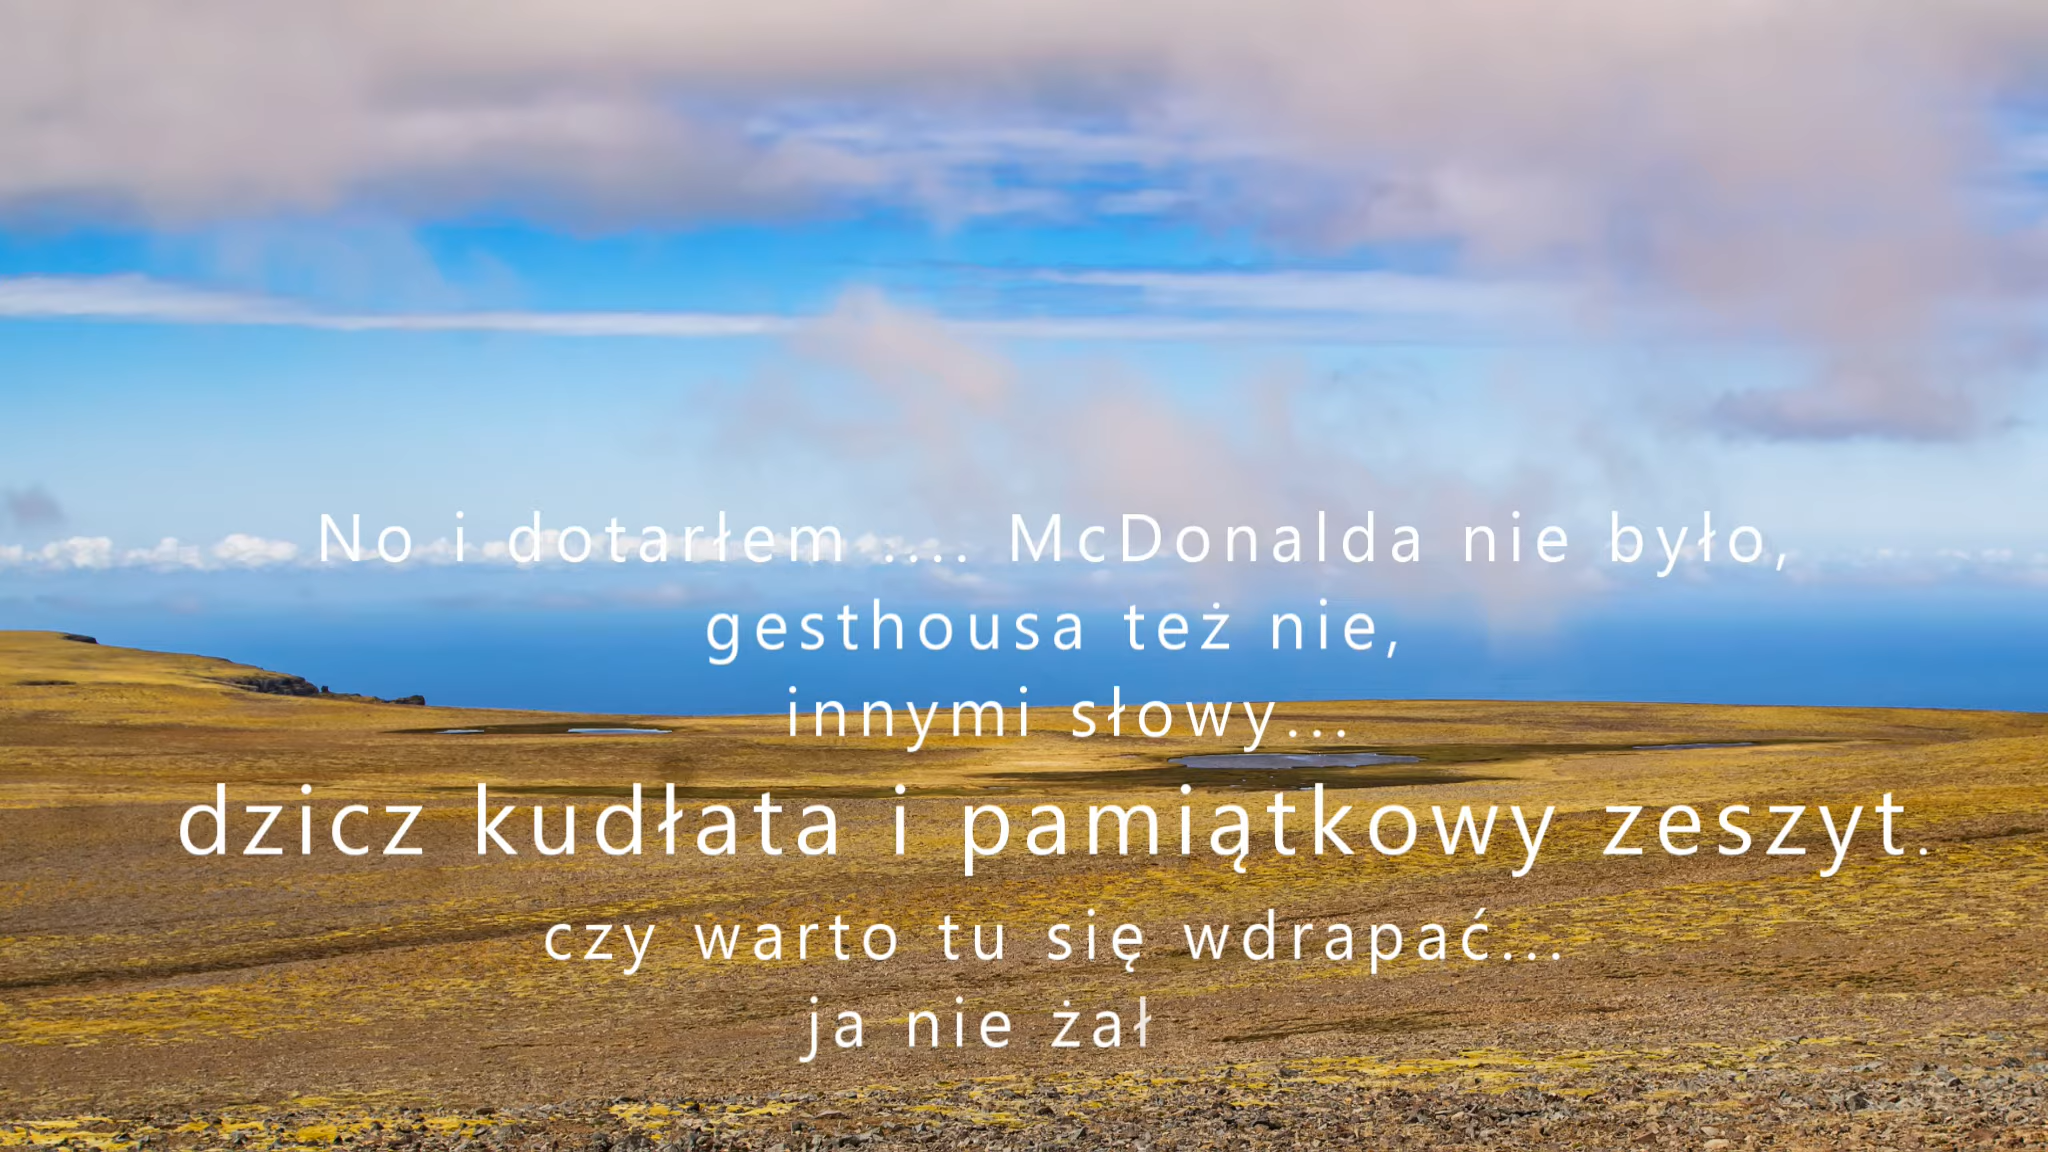 No i dotarłem .... McDonalda nie było,
gesthousa też nie,
innymi słowy...
dzicz kudłata i pamiątkowy zeszyt.
czy warto tu się wdrapać...
ja nie żał